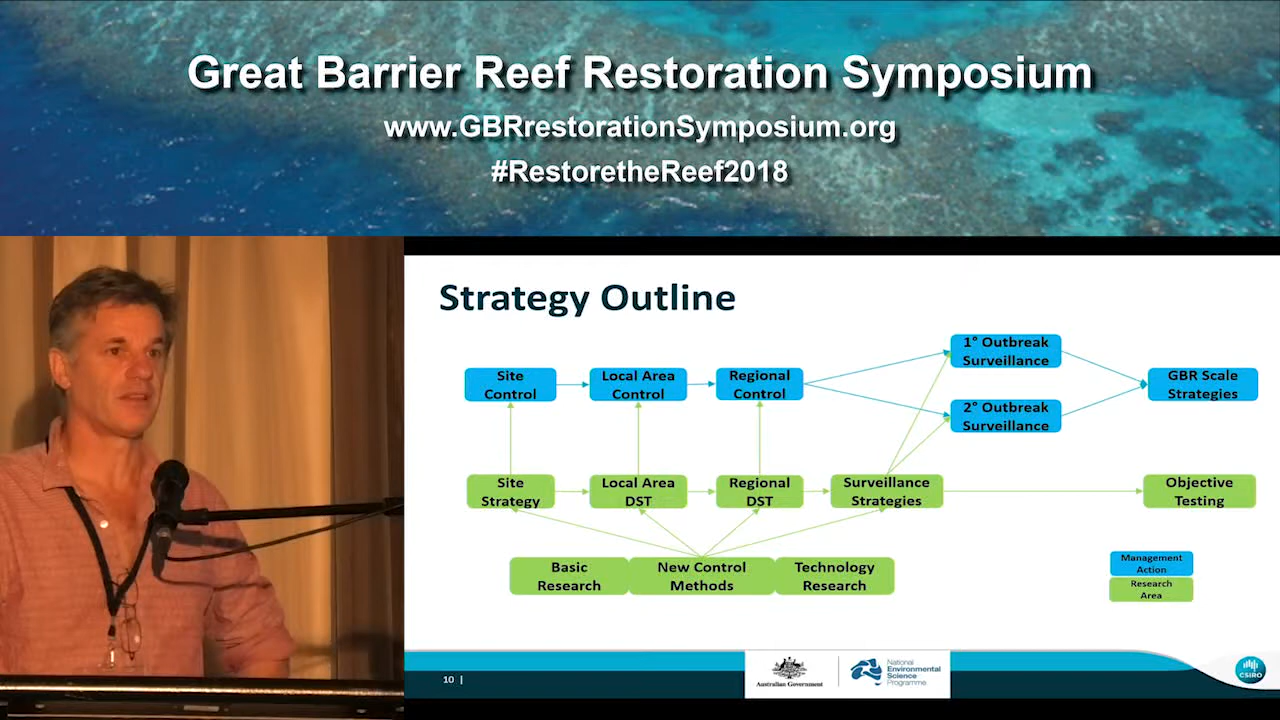 Great Barrier Reef Restoration Symposium
www.GBRrestorationSymposium.org
#RestoretheReef2018
Strategy Outline
Site
Control
Local Area
Control
Regional
Control
1° Outbreak
Surveillance
2° Outbreak
Surveillance
GBR Scale
Strategies
Site
Strategy
Local Area
DST
Regional
DST
Surveillance
Strategies
Objective
Testing
Basic
Research
New Control
Methods
Technology
Research
Management
Action
Research
Area
10 |
Australian Government
National
Environmental
Science
Programme
CSIRO